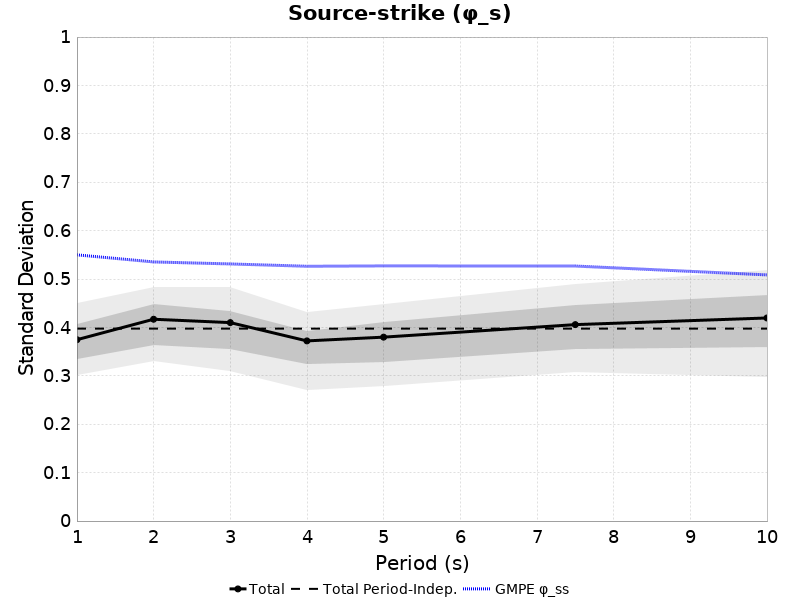 Source-strike (φ_s)
1
0.9
0.8
0.7
0.6
0.5
0.4
0.3
0.2
0.1
0
Standard Deviation
1 2 3 4 5 6 7 8 9 10
Period (s)
Total Total Period-Indep. GMPE φ_ss